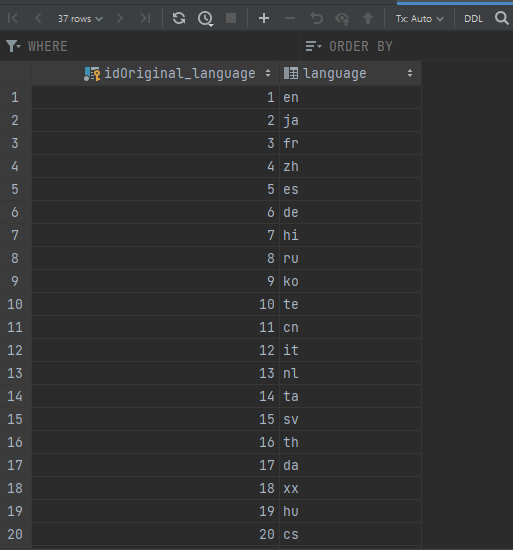 37 rows Tx: Auto DDL
WHERE ORDER BY
idOriginal_language language
1 1 en
2 2 ja
3 3 fr
4 4 zh
5 5 es
6 6 de
7 7 hi
8 8 ru
9 9 ko
10 10 te
11 11 cn
12 12 it
13 13 nl
14 14 ta
15 15 sv
16 16 th
17 17 da
18 18 xx
19 19 hu
20 20 cs